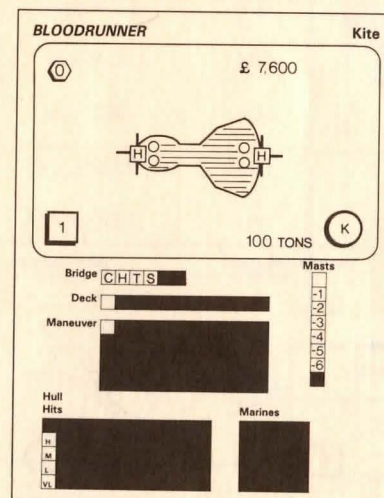 BLOODRUNNER Kite
0 £ 7,600
H H
1 100 TONS K
Bridge C H T S
Masts
-1
-2
-3
-4
-5
-6
Deck
Maneuver
Hull
Hits
H
M
L
VL
Marines